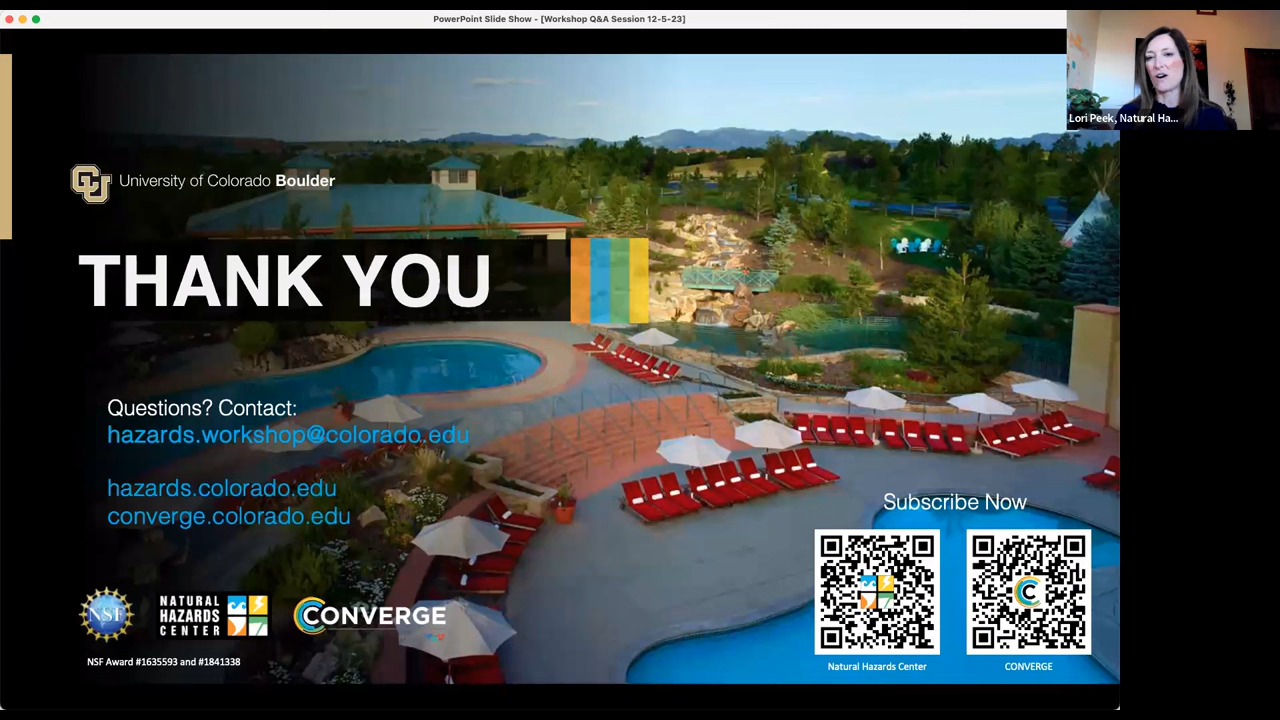 PowerPoint Slide Show - [Workshop Q&A Session 12-5-23]
Lori Peek, Natural Ha...
CU University of Colorado Boulder
THANK YOU
Questions? Contact:
hazards.workshop@colorado.edu
hazards.colorado.edu
converge.colorado.edu
Subscribe Now
NSF
NATURAL
HAZARDS
CENTER
CONVERGE
C
NSF Award #1635593 and #1841338
Natural Hazards Center
CONVERGE